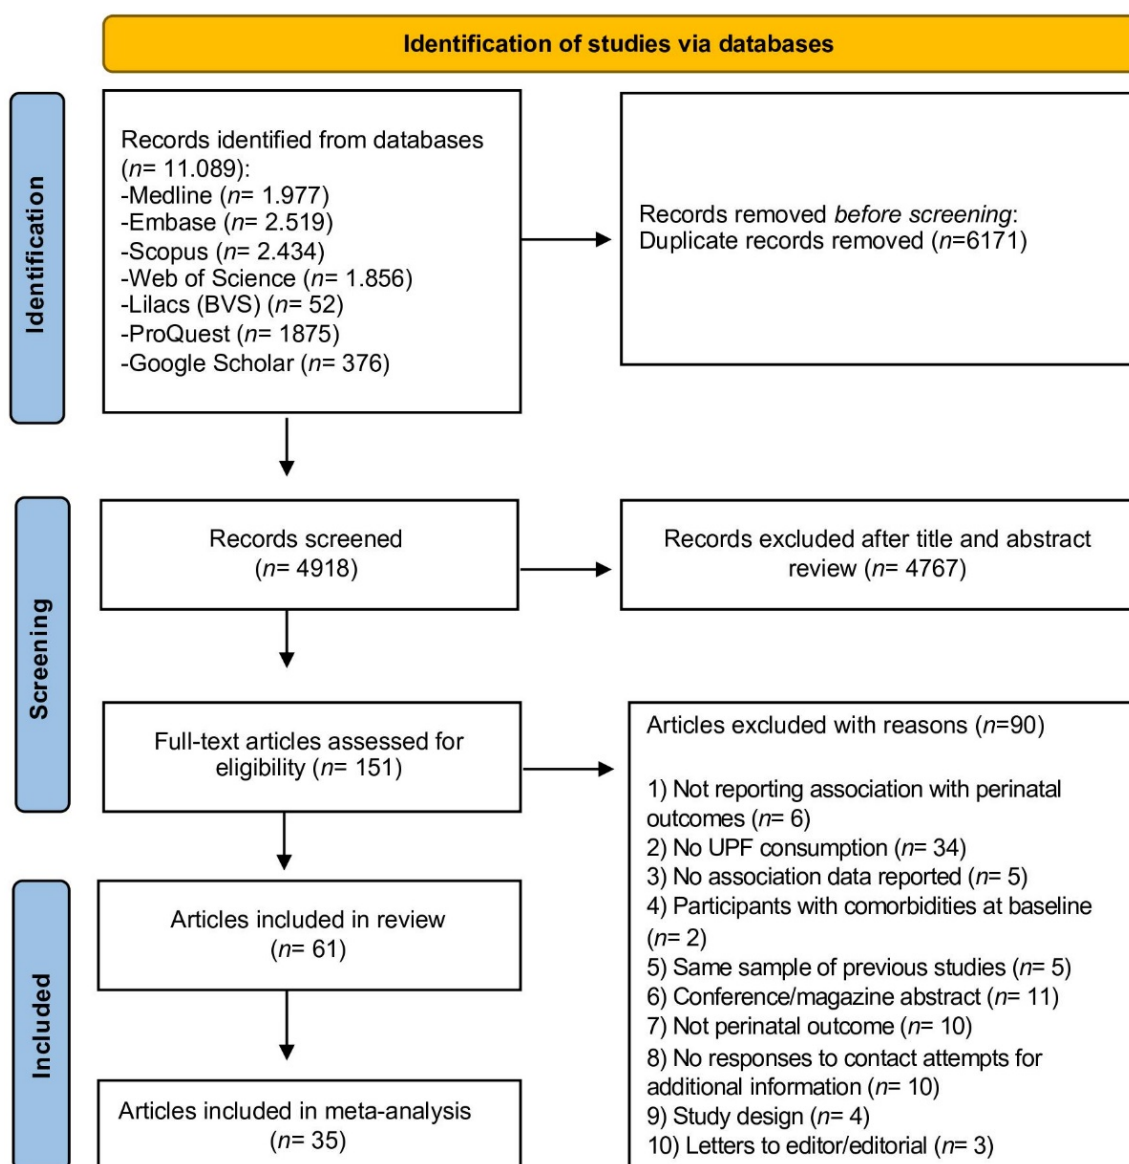 Identification of studies via databases
Identification
Records identified from databases
(n= 11.089):
-Medline (n= 1.977)
-Embase (n= 2.519)
-Scopus (n= 2.434)
-Web of Science (n= 1.856)
-Lilacs (BVS) (n= 52)
-ProQuest (n= 1875)
-Google Scholar (n= 376)
Records removed before screening:
Duplicate records removed (n=6171)
Screening
Records screened
(n= 4918)
Records excluded after title and abstract
review (n= 4767)
Full-text articles assessed for
eligibility (n= 151)
Articles excluded with reasons (n=90)
1) Not reporting association with perinatal
outcomes (n= 6)
2) No UPF consumption (n= 34)
3) No association data reported (n= 5)
4) Participants with comorbidities at baseline
(n= 2)
5) Same sample of previous studies (n= 5)
6) Conference/magazine abstract (n= 11)
7) Not perinatal outcome (n= 10)
8) No responses to contact attempts for
additional information (n= 10)
9) Study design (n= 4)
10) Letters to editor/editorial (n= 3)
Included
Articles included in review
(n= 61)
Articles included in meta-analysis
(n= 35)